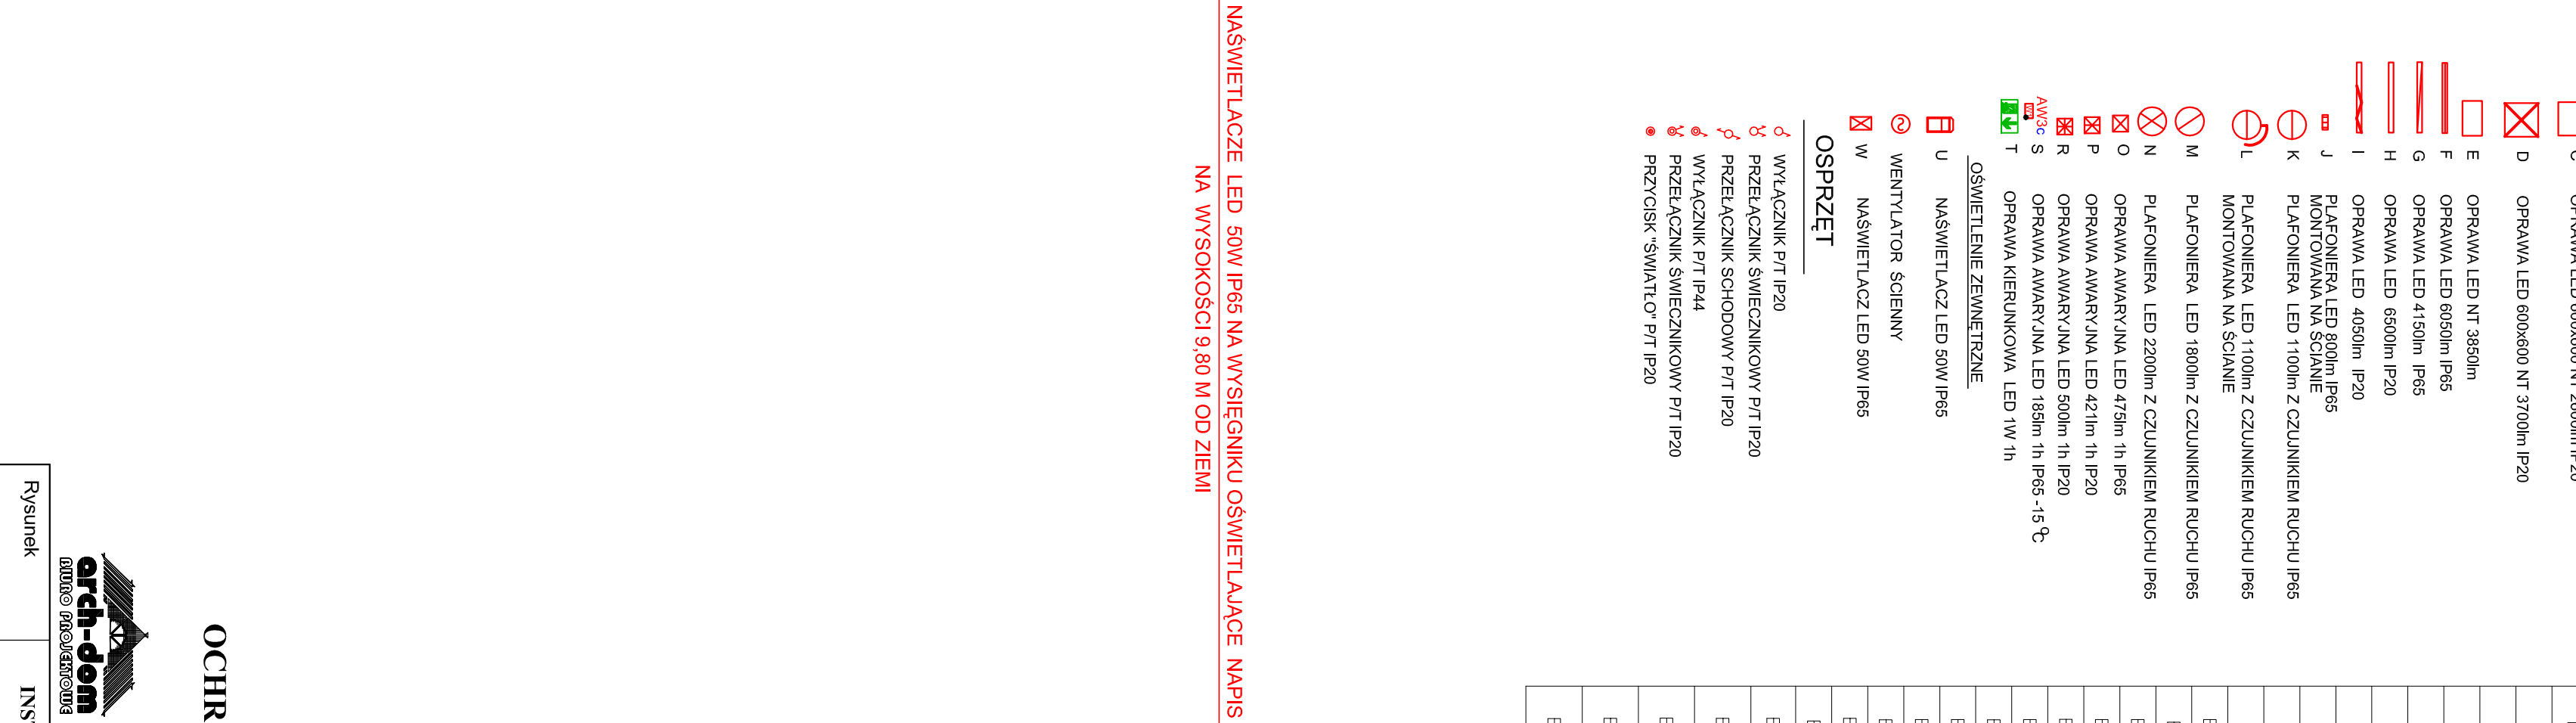 OPRAWA LED 600x600 NT 3700lm IP20
D
OPRAWA LED NT 3850lm
E
OPRAWA LED 6050lm IP65
F
OPRAWA LED 4150lm IP65
G
OPRAWA LED 6500lm IP20
H
OPRAWA LED 4050lm IP20
I
PLAFONIERA LED 800lm IP65
MONTOWANA NA ŚCIANIE
J
PLAFONIERA LED 1100lm Z CZUJNIKIEM RUCHU IP65
K
PLAFONIERA LED 1100lm Z CZUJNIKIEM RUCHU IP65
MONTOWANA NA ŚCIANIE
L
PLAFONIERA LED 1800lm Z CZUJNIKIEM RUCHU IP65
M
PLAFONIERA LED 2200lm Z CZUJNIKIEM RUCHU IP65
N
OPRAWA AWARYJNA LED 475lm 1h IP65
O
OPRAWA AWARYJNA LED 421lm 1h IP20
P
OPRAWA AWARYJNA LED 500lm 1h IP20
R
AW3c
OPRAWA AWARYJNA LED 185lm 1h IP65 -15 °C
S
OPRAWA KIERUNKOWA LED 1W 1h
T
OŚWIETLENIE ZEWNĘTRZNE
U NAŚWIETLACZ LED 50W IP65
WENTYLATOR ŚCIENNY
W NAŚWIETLACZ LED 50W IP65
OSPRZĘT
WYŁĄCZNIK P/T IP20
PRZEŁĄCZNIK ŚWIECZNIKOWY P/T IP20
PRZEŁĄCZNIK SCHODOWY P/T IP20
WYŁĄCZNIK P/T IP44
PRZEŁĄCZNIK ŚWIECZNIKOWY P/T IP20
PRZYCISK "ŚWIATŁO" P/T IP20
NAŚWIETLACZE LED 50W IP65 NA WYSIĘGNIKU OŚWIETLAJĄCE NAPIS
NA WYSOKOŚCI 9,80 M OD ZIEMI
OCHR
arch-dom
BIURO PROJEKTOWE
Rysunek
INS